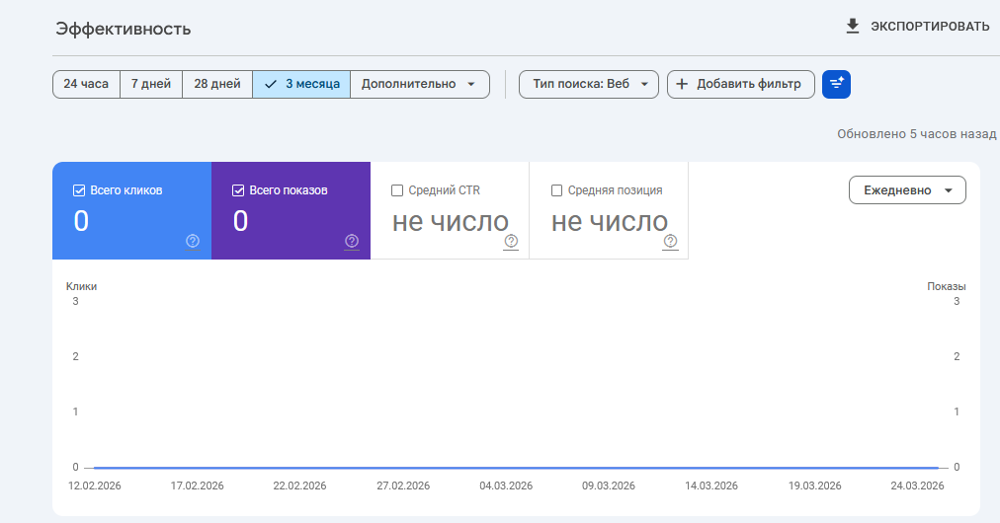 Эффективность
ЭКСПОРТИРОВАТЬ
24 часа 7 дней 28 дней 3 месяца Дополнительно Тип поиска: Веб Добавить фильтр
Обновлено 5 часов назад
Всего кликов Всего показов Средний CTR Средняя позиция Ежедневно
0 0 не число не число
Клики Показы
3 3
2 2
1 1
0 0
12.02.2026 17.02.2026 22.02.2026 27.02.2026 04.03.2026 09.03.2026 14.03.2026 19.03.2026 24.03.2026